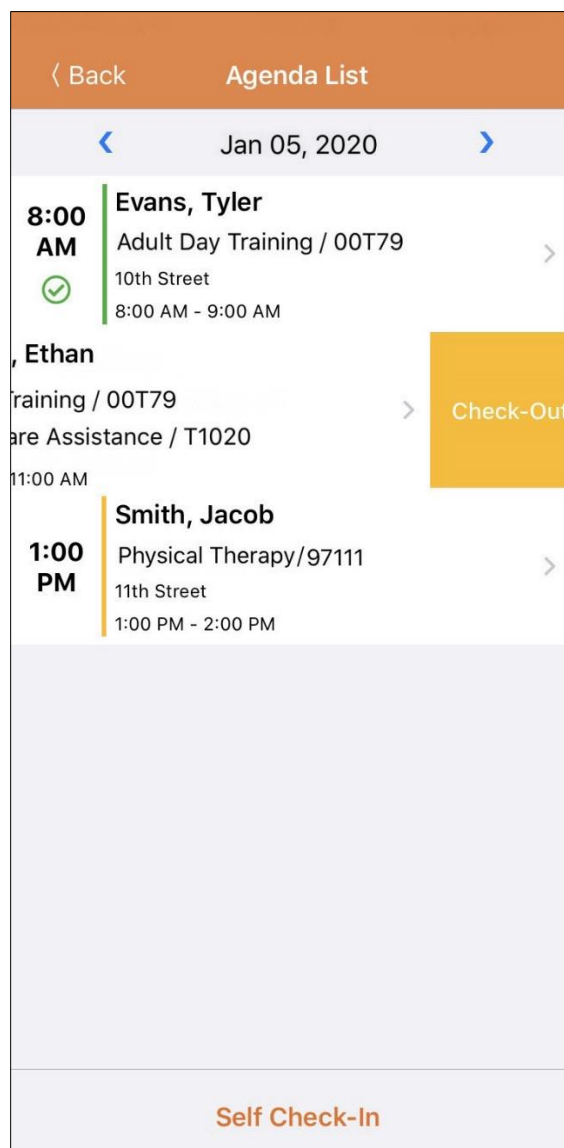 Back Agenda List
Jan 05, 2020
8:00
AM
Evans, Tyler
Adult Day Training / 00T79
10th Street
8:00 AM - 9:00 AM
, Ethan
raining / 00T79
are Assistance / T1020
11:00 AM
Check-Out
1:00
PM
Smith, Jacob
Physical Therapy/97111
11th Street
1:00 PM - 2:00 PM
Self Check-In